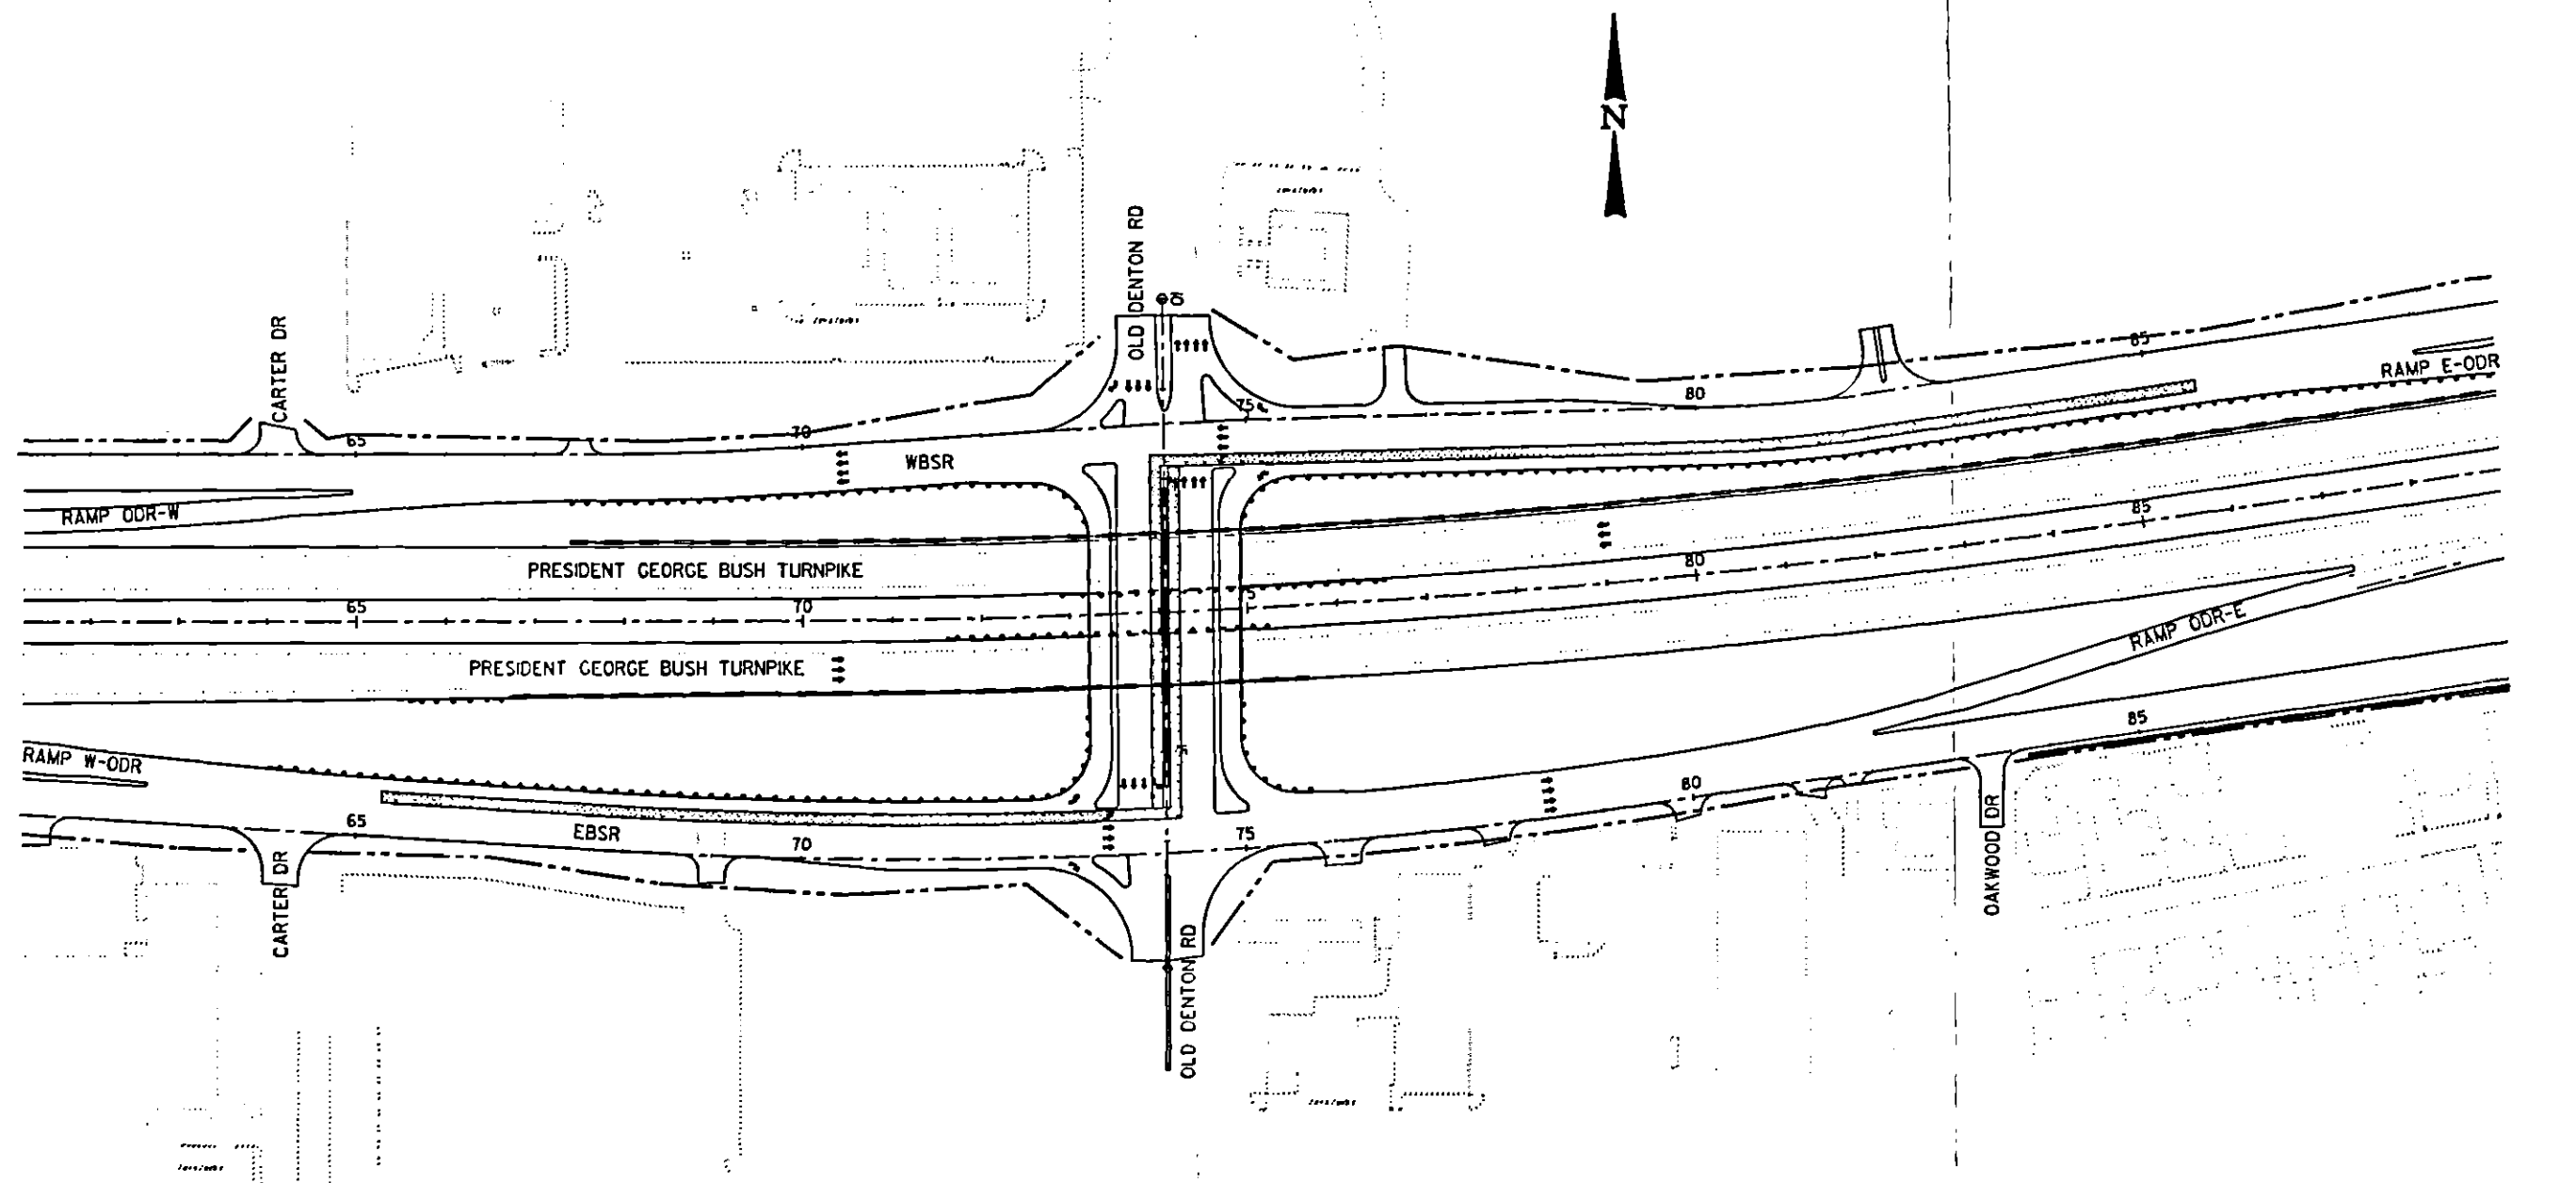 N
OLD DENTON RD
CARTER DR
85
RAMP E-ODR
80
75
70
65
WBSR
RAMP ODR-W
85
PRESIDENT GEORGE BUSH TURNPIKE
80
65
70
5
RAMP ODR-E
PRESIDENT GEORGE BUSH TURNPIKE
85
RAMP W-ODR
80
65
EBSR
70
75
OAKWOOD DR
CARTER DR
OLD DENTON RD